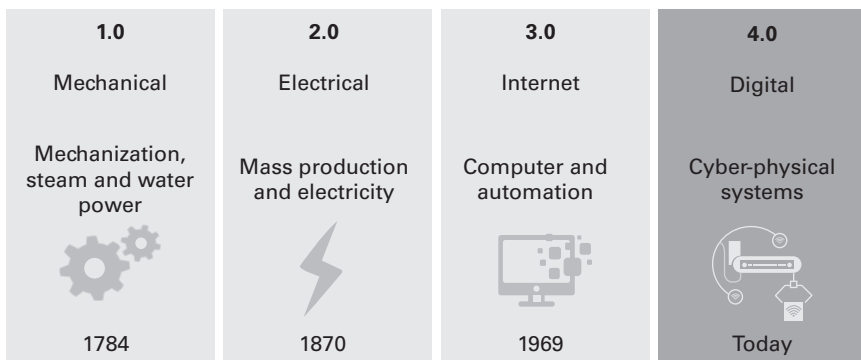 1.0
Mechanical
Mechanization,
steam and water
power
1784
2.0
Electrical
Mass production
and electricity
1870
3.0
Internet
Computer and
automation
1969
4.0
Digital
Cyber-physical
systems
Today